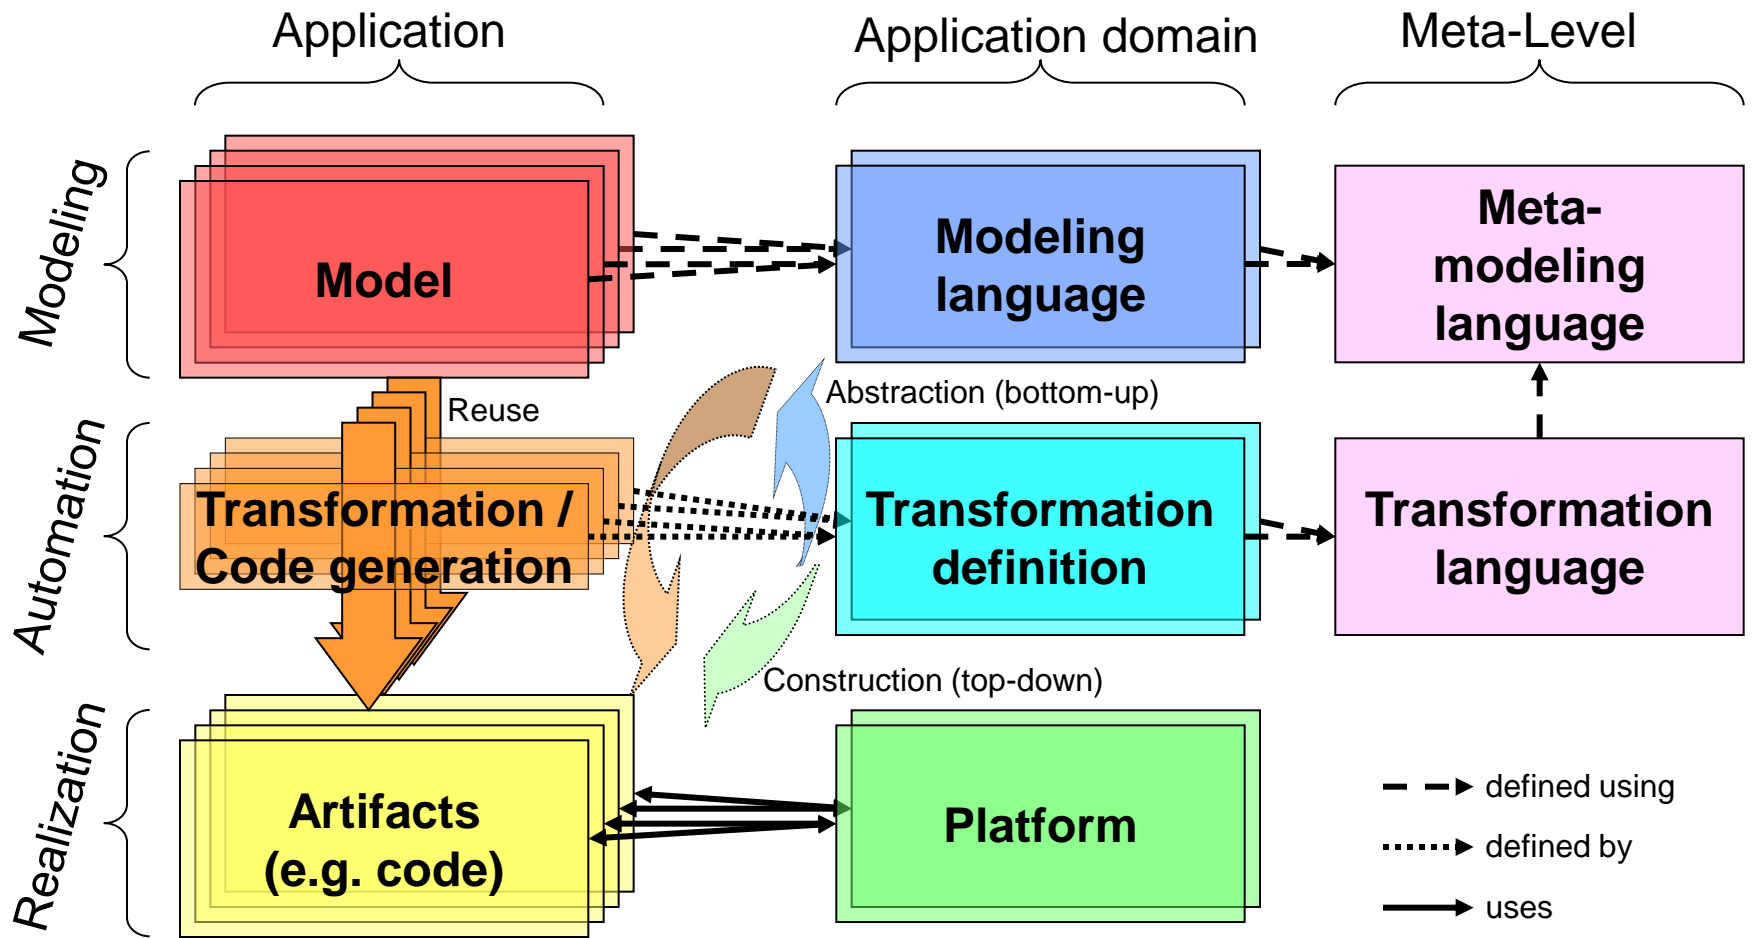 Application
Application domain
Meta-Level
Modeling
Model
Modeling
language
Meta-
modeling
language
Reuse
Abstraction (bottom-up)
Automation
Transformation /
Code generation
Transformation
definition
Transformation
language
Construction (top-down)
Realization
Artifacts
(e.g. code)
Platform
defined using
defined by
uses